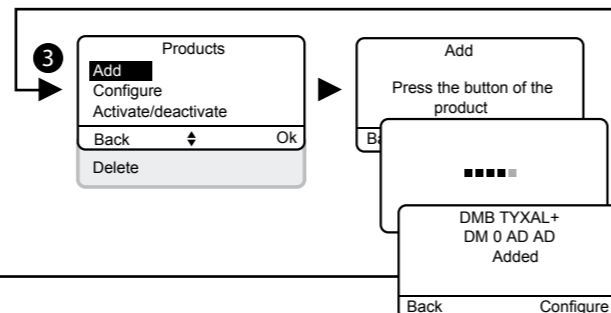 3
Products
Add
Configure
Activate/deactivate
Back Ok
Delete
Add
Press the button of the
product
Ba
DMB TYXAL+
DM 0 AD AD
Added
Back Configure